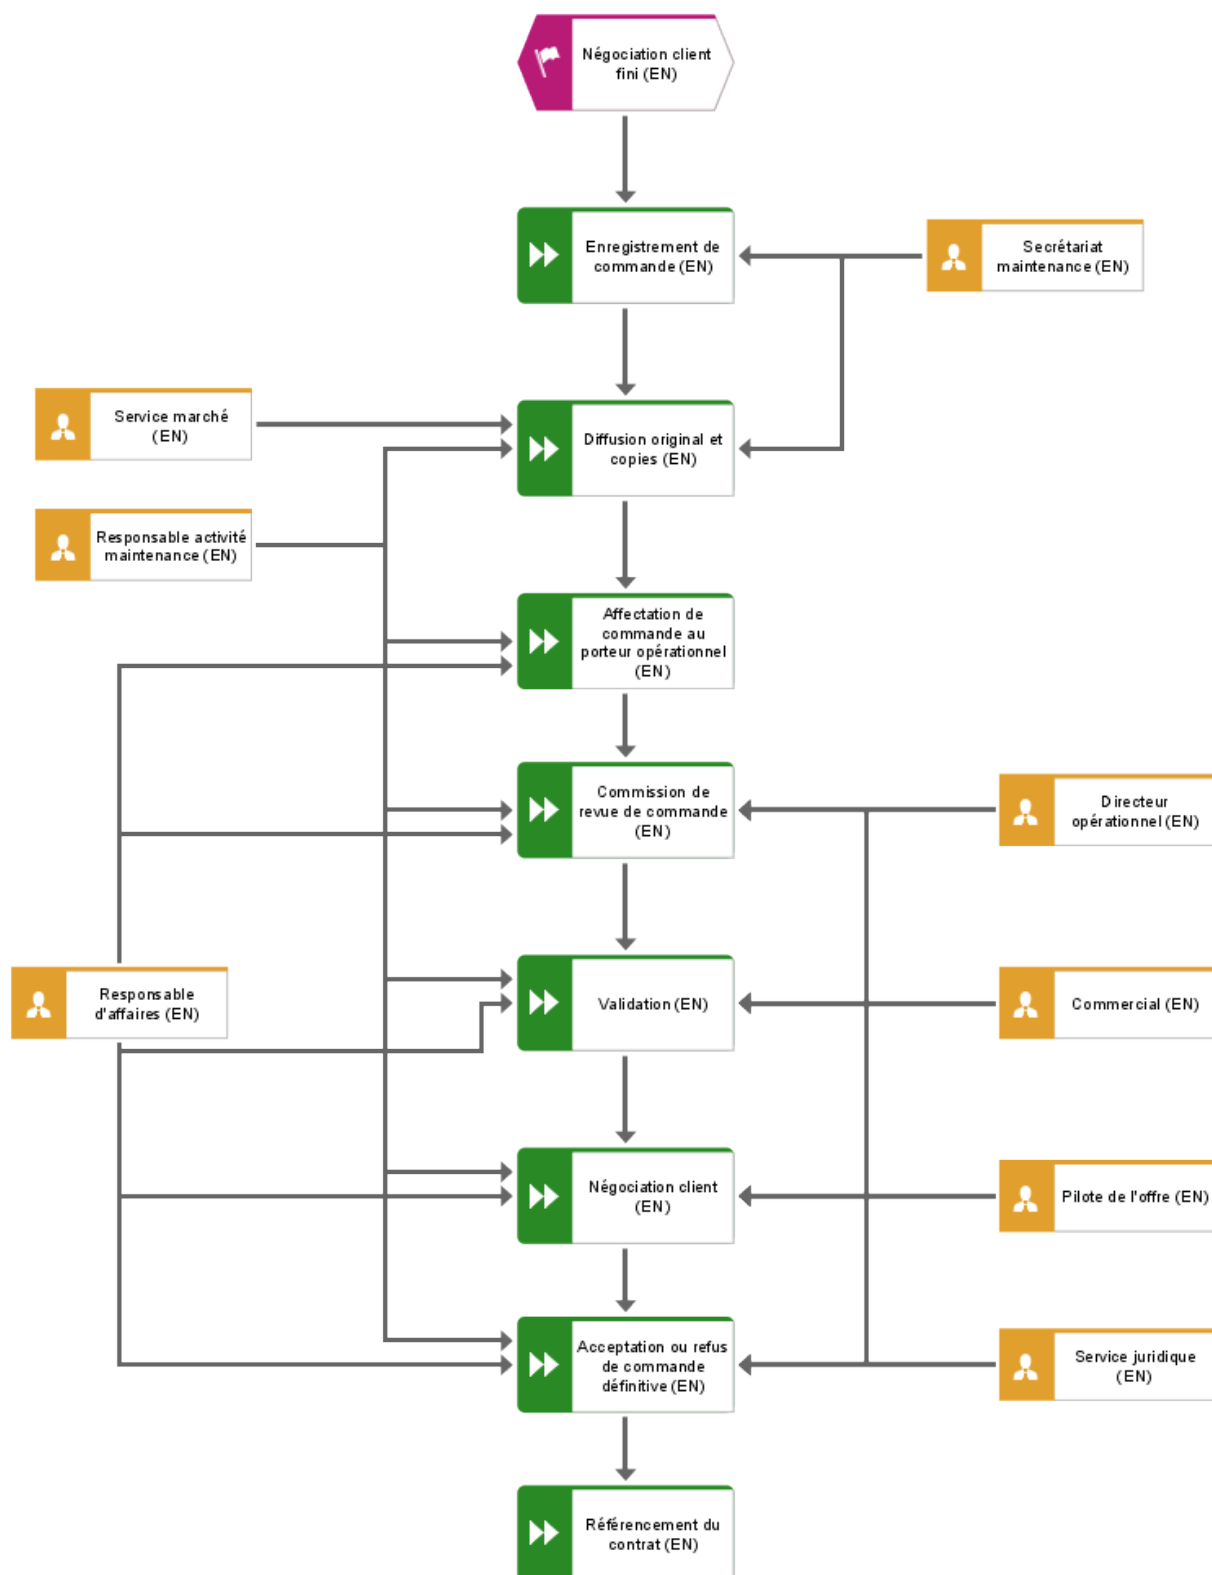 Négociation client
fini (EN)
Enregistrement de
commande (EN)
Secrétariat
maintenance (EN)
Service marché
(EN)
Diffusion original et
copies (EN)
Responsable activité
maintenance (EN)
Affectation de
commande au
porteur opérationnel
(EN)
Commission de
revue de commande
(EN)
Directeur
opérationnel (EN)
Responsable
d'affaires (EN)
Validation (EN)
Commercial (EN)
Négociation client
(EN)
Pilote de l'offre (EN)
Acceptation ou refus
de commande
définitive (EN)
Service juridique
(EN)
Référencement du
contrat (EN)